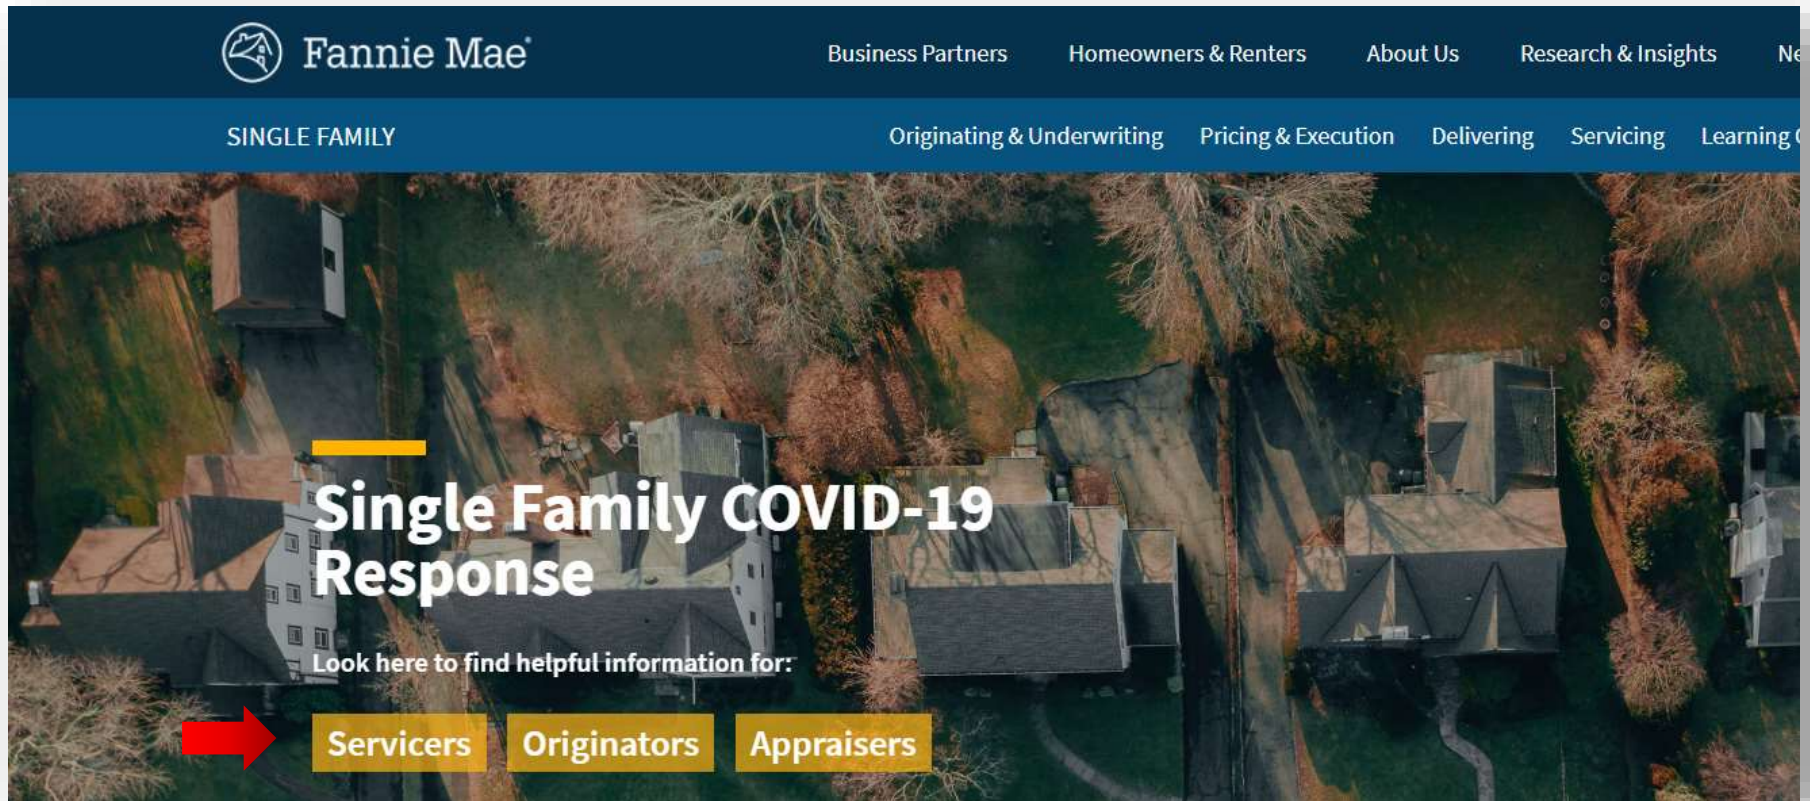 Fannie Mae®
Business Partners Homeowners & Renters About Us Research & Insights
SINGLE FAMILY
Originating & Underwriting Pricing & Execution Delivering Servicing Learning
Single Family COVID-19
Response
Look here to find helpful information for:
Servicers Originators Appraisers